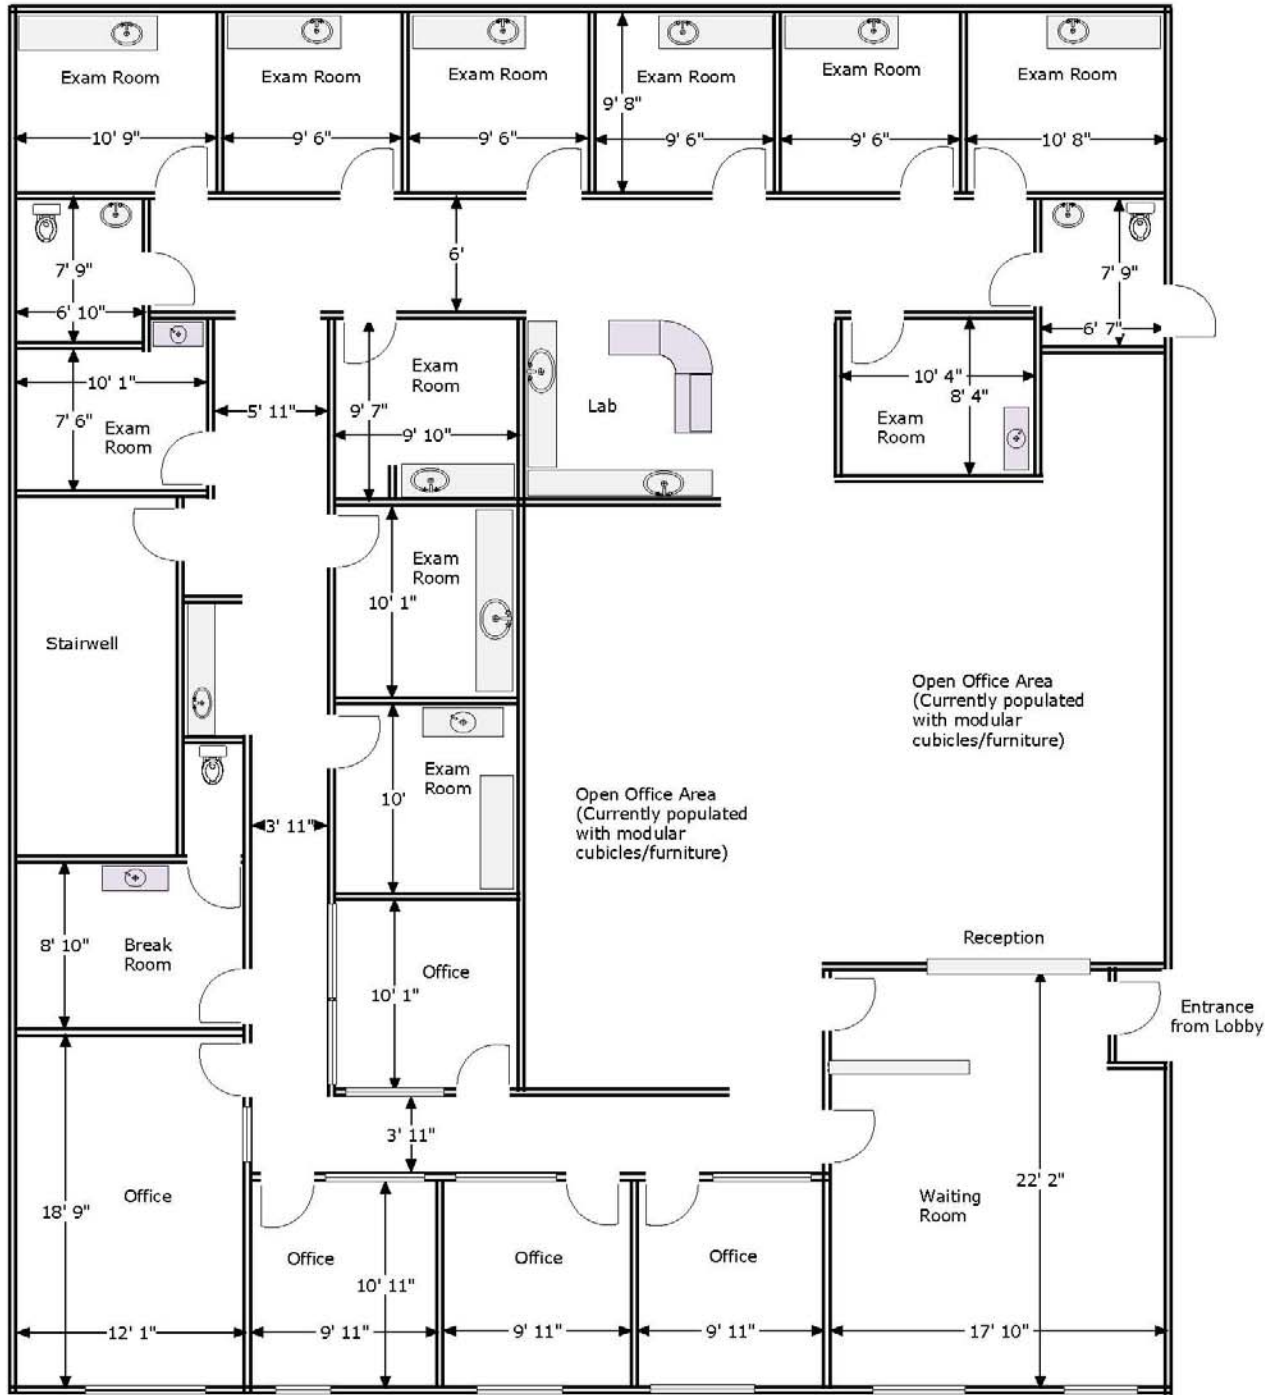 Exam Room
Exam Room
Exam Room
Exam Room
Exam Room
Exam Room
9' 8"
10' 9"
9' 6"
9' 6"
9' 6"
9' 6"
10' 8"
7' 9"
6' 10"
6'
7' 9"
6' 7"
10' 1"
7' 6"
Exam
Room
5' 11"
Exam
Room
9' 7"
9' 10"
Lab
10' 4"
8' 4"
Exam
Room
Exam
Room
10' 1"
Stairwell
Open Office Area
(Currently populated
with modular
cubicles/furniture)
Exam
Room
10'
3' 11"
Open Office Area
(Currently populated
with modular
cubicles/furniture)
8' 10"
Break
Room
Office
10' 1"
Reception
Entrance
from Lobby
3' 11"
Office
18' 9"
12' 1"
Office
10' 11"
9' 11"
Office
9' 11"
Office
9' 11"
Waiting
Room
22' 2"
17' 10"